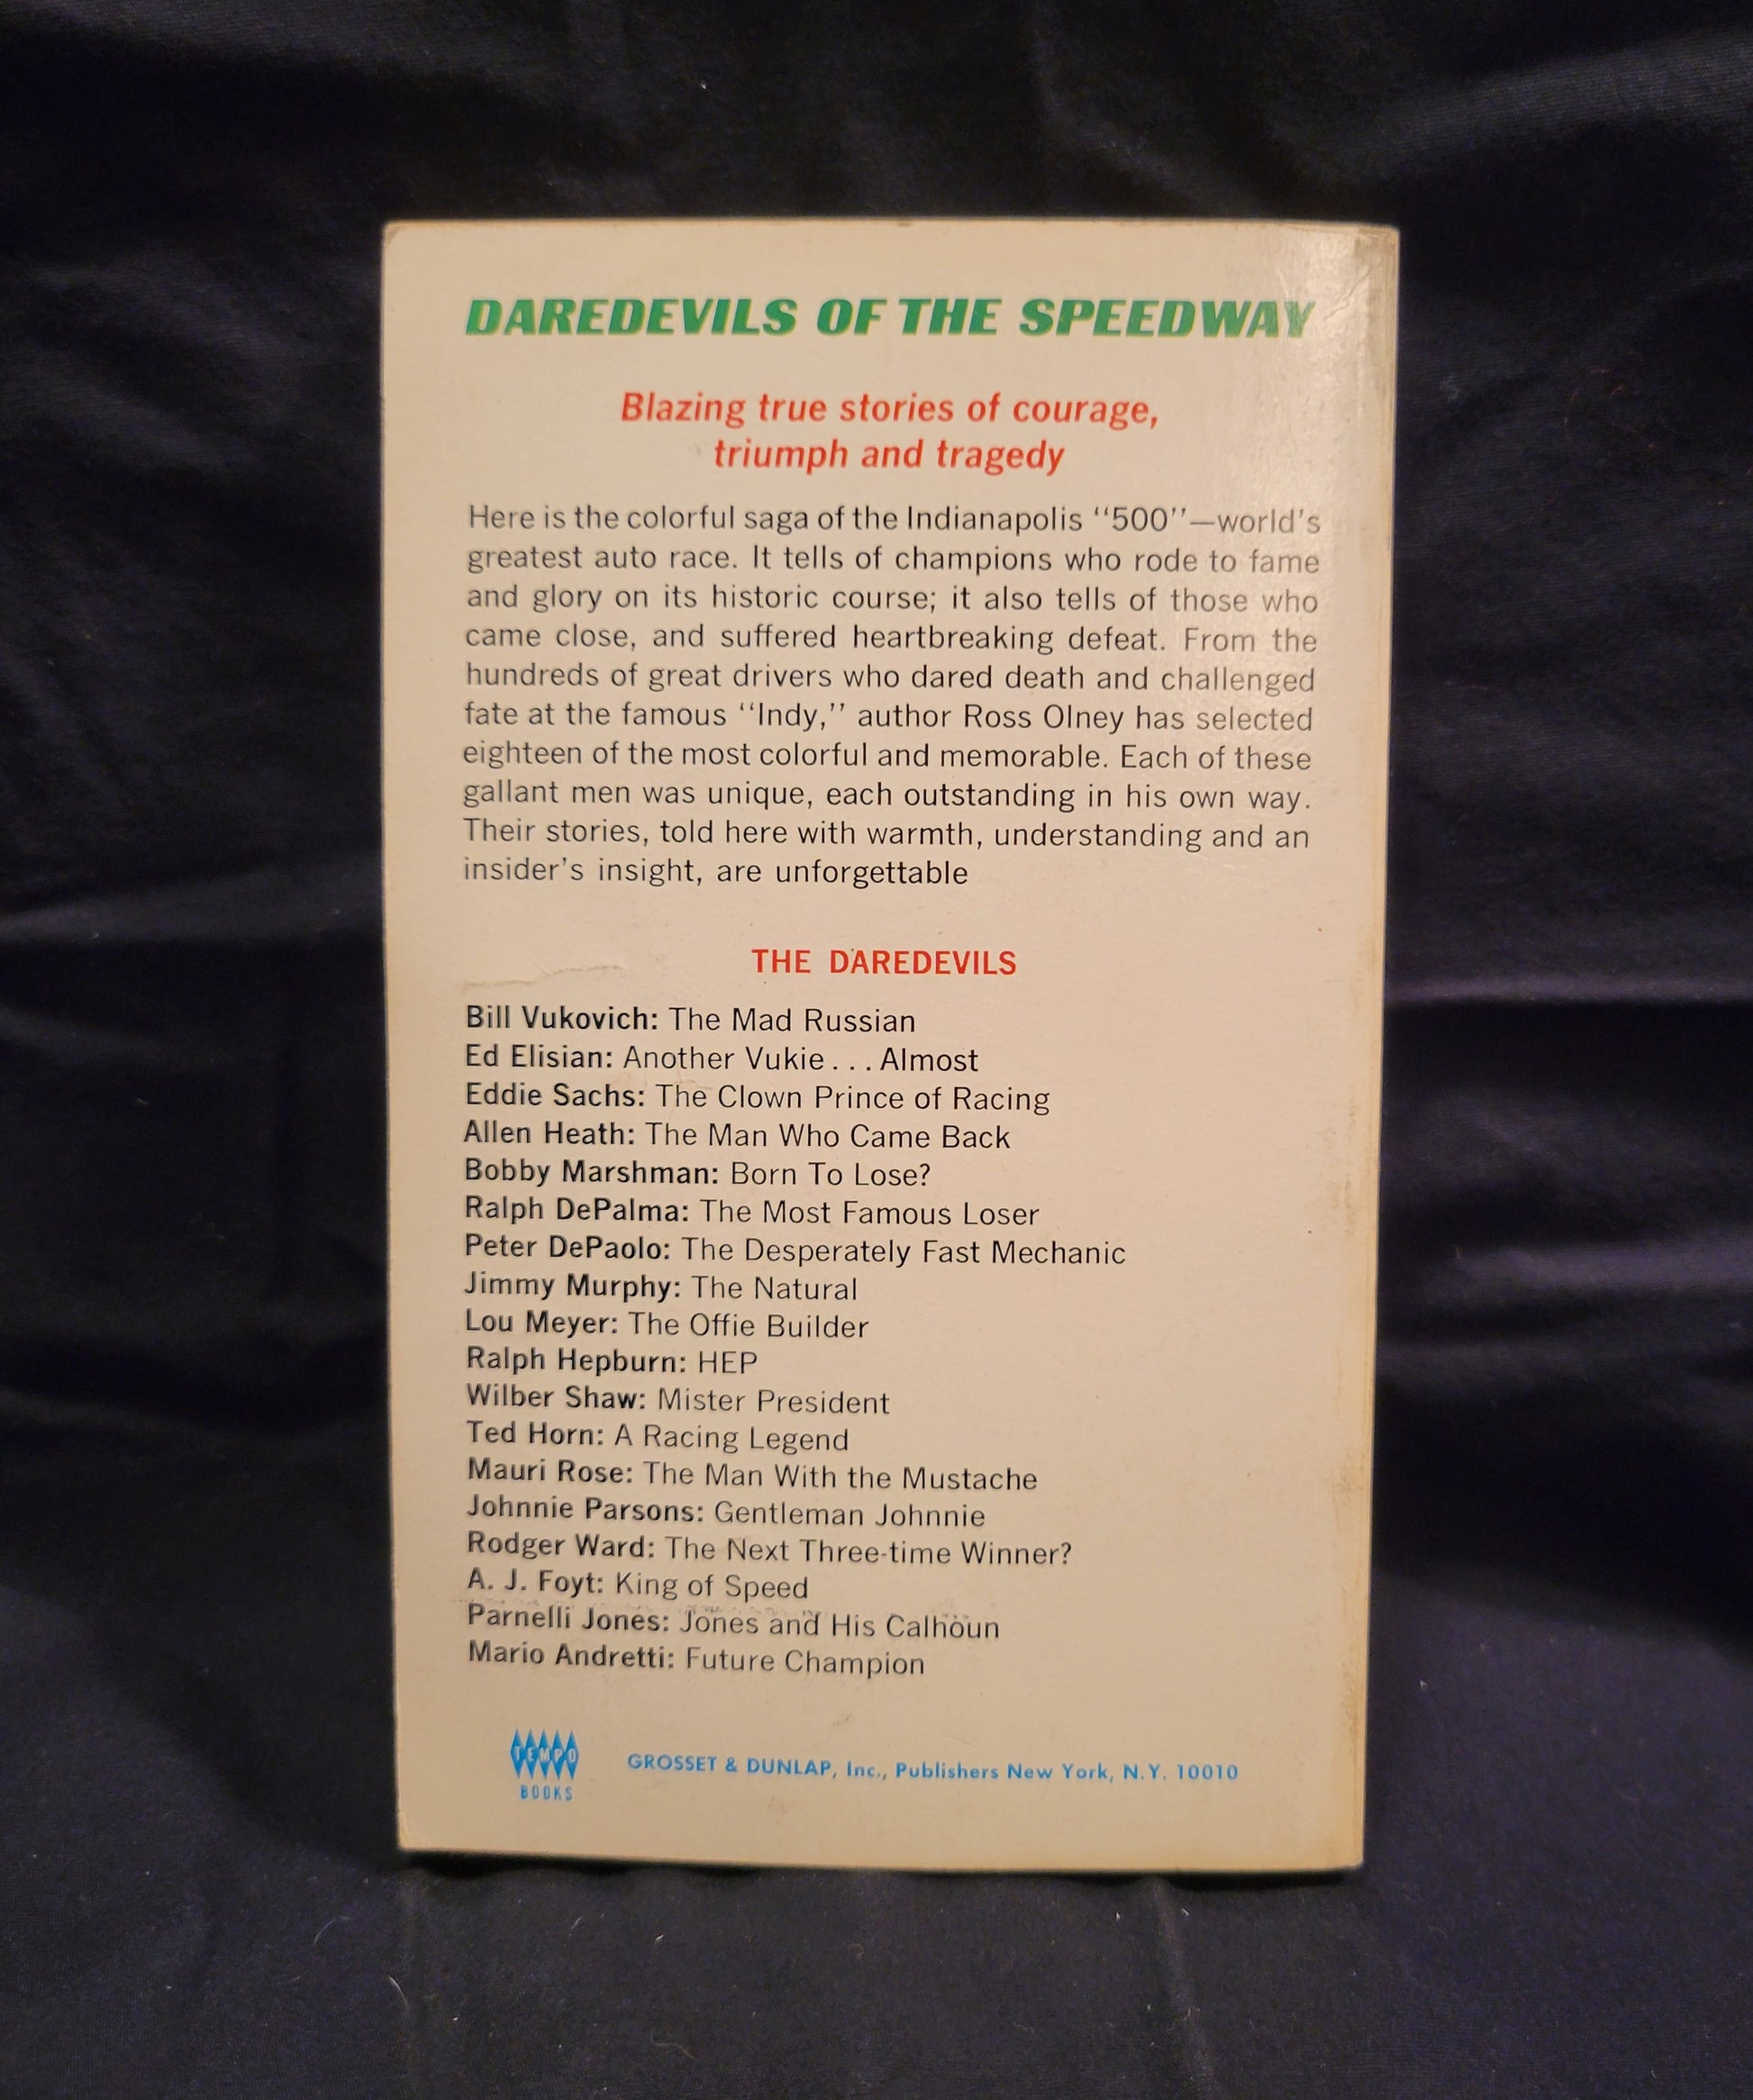 DAREDEVILS OF THE SPEEDWAY
Blazing true stories of courage,
triumph and tragedy
Here is the colorful saga of the Indianapolis ‘‘500’’—world's
greatest auto race. It tells of champions who rode to fame
and glory on its historic course; it also tells of those who
came close, and suffered heartbreaking defeat. From the
hundreds of great drivers who dared death and challenged
fate at the famous ‘‘Indy,’’ author Ross Olney has selected
eighteen of the most colorful and memorable. Each of these
gallant men was unique, each outstanding in his own way.
Their stories, told here with warmth, understanding and an
insider's insight, are unforgettable
THE DAREDEVILS
Bill Vukovich: The Mad Russian
Ed Elisian: Another Vukie . . . Almost
Eddie Sachs: The Clown Prince of Racing
Allen Heath: The Man Who Came Back
Bobby Marshman: Born To Lose?
Ralph DePalma: The Most Famous Loser
Peter DePaolo: The Desperately Fast Mechanic
Jimmy Murphy: The Natural
Lou Meyer: The Offie Builder
Ralph Hepburn: HEP
Wilber Shaw: Mister President
Ted Horn: A Racing Legend
Mauri Rose: The Man With the Mustache
Johnnie Parsons: Gentleman Johnnie
Rodger Ward: The Next Three-time Winner?
A. J. Foyt: King of Speed
Parnelli Jones: Jones and His Calhoun
Mario Andretti: Future Champion
TEMPO
BOOKS
GROSSET & DUNLAP, Inc., Publishers New York, N.Y. 10010